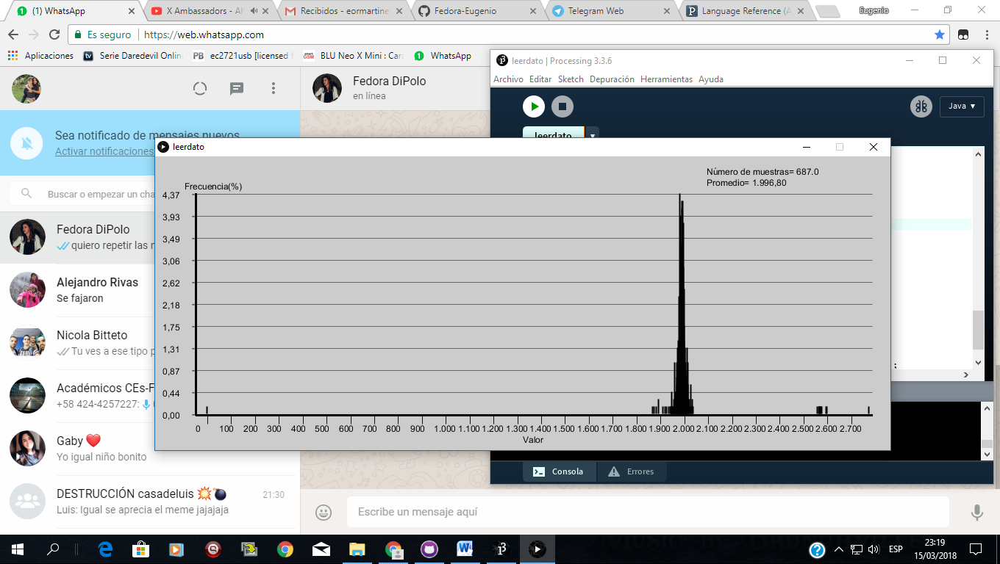 (1) WhatsApp
X Ambassadors - Ah
Recibidos - eormartine
Fedora-Eugenio
Telegram Web
Language Reference (A
Eugenio
Es seguro
https://web.whatsapp.com
Aplicaciones
Serie Daredevil Onlin
PB ec2721usb [licensed f
BLU Neo X Mini : Cara
WhatsApp
leerdato | Processing 3.3.6
Archivo Editar Sketch Depuración Herramientas Ayuda
Fedora DiPolo
en línea
Java ▾
leerdato
Sea notificado de mensajes nuevos
Activar notificaciones
Buscar o empezar un cha
Fedora DiPolo
quiero repetir las m
Alejandro Rivas
Se fajaron
Nicola Bitteto
Tu ves a ese tipo p
Académicos CEs-F
+58 424-4257227:
Gaby ❤️
Yo igual niño bonito
DESTRUCCIÓN casadeluis 💥💣
21:30
Luis: Igual se aprecia el meme jajajaja
leerdato
Número de muestras= 687.0
Promedio= 1.996,80
Frecuencia(%)
4,37
3,93
3,49
3,06
2,62
2,18
1,75
1,31
0,87
0,44
0,00
0 100 200 300 400 500 600 700 800 900 1.000 1.100 1.200 1.300 1.400 1.500 1.600 1.700 1.800 1.900 2.000 2.100 2.200 2.300 2.400 2.500 2.600 2.700
Valor
;
Consola
Errores
Escribe un mensaje aquí
ESP
23:19
15/03/2018